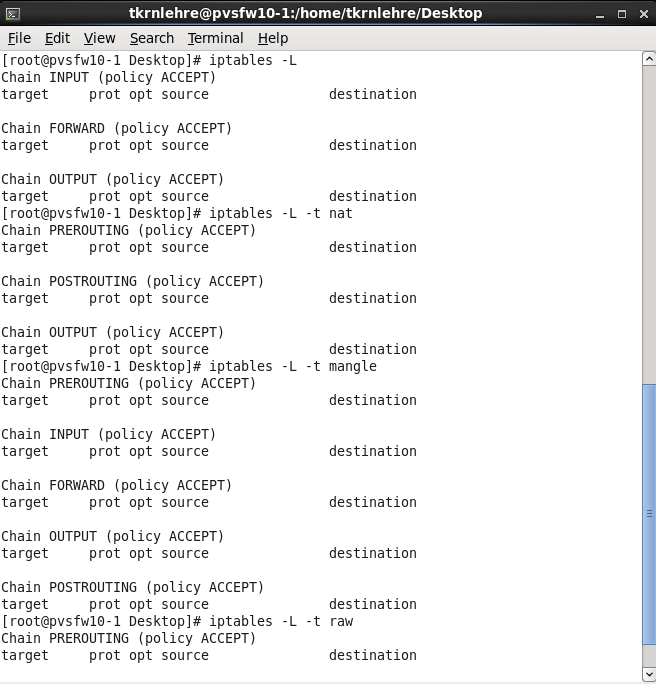 tkrnlehre@pvsfw10-1:/home/tkrnlehre/Desktop
File Edit View Search Terminal Help
[root@pvsfw10-1 Desktop]# iptables -L
Chain INPUT (policy ACCEPT)
target     prot opt source               destination

Chain FORWARD (policy ACCEPT)
target     prot opt source               destination

Chain OUTPUT (policy ACCEPT)
target     prot opt source               destination
[root@pvsfw10-1 Desktop]# iptables -L -t nat
Chain PREROUTING (policy ACCEPT)
target     prot opt source               destination

Chain POSTROUTING (policy ACCEPT)
target     prot opt source               destination

Chain OUTPUT (policy ACCEPT)
target     prot opt source               destination
[root@pvsfw10-1 Desktop]# iptables -L -t mangle
Chain PREROUTING (policy ACCEPT)
target     prot opt source               destination

Chain INPUT (policy ACCEPT)
target     prot opt source               destination

Chain FORWARD (policy ACCEPT)
target     prot opt source               destination

Chain OUTPUT (policy ACCEPT)
target     prot opt source               destination

Chain POSTROUTING (policy ACCEPT)
target     prot opt source               destination
[root@pvsfw10-1 Desktop]# iptables -L -t raw
Chain PREROUTING (policy ACCEPT)
target     prot opt source               destination